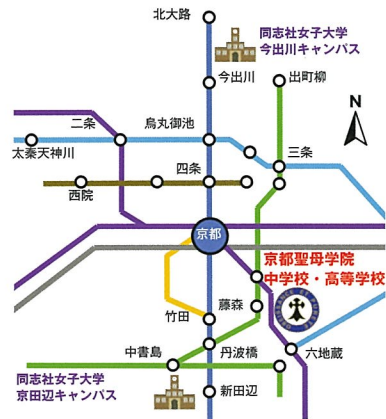 北大路
同志社女子大学
今出川キャンパス
今出川
出町柳
N
二条
烏丸御池
太秦天神川
三条
四条
西院
京都
京都聖母学院
中学校・高等学校
藤森
竹田
中書島
丹波橋
六地蔵
同志社女子大学
京田辺キャンパス
新田辺